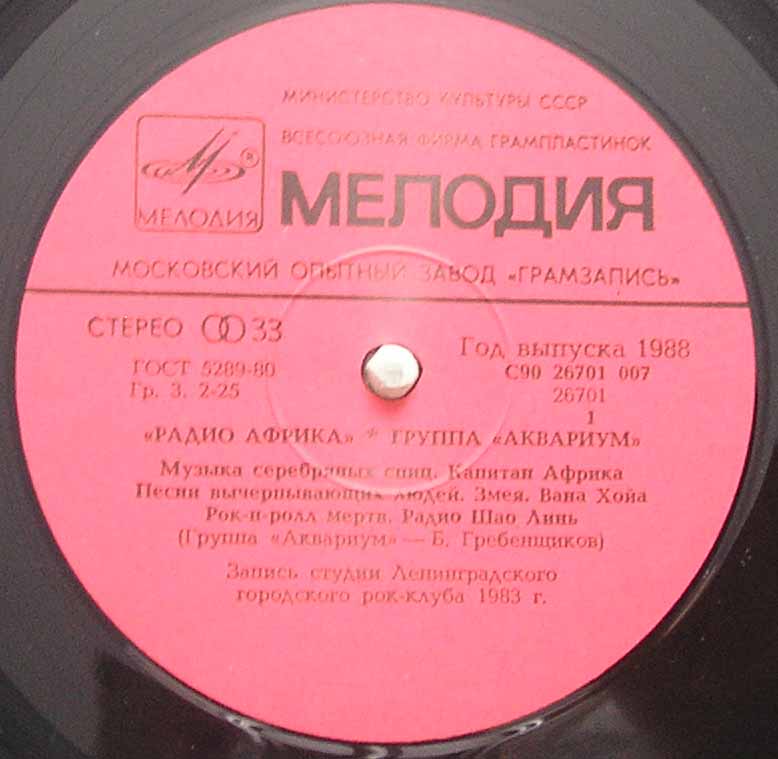 МИНИСТЕРСТВО КУЛЬТУРЫ СССР
ВСЕСОЮЗНАЯ ФИРМА ГРАМПЛАСТИНОК
®
МЕЛОДИЯ
МЕЛОДИЯ
МОСКОВСКИЙ ОПЫТНЫЙ ЗАВОД «ГРАМЗАПИСЬ»
СТЕРЕО 33
Год выпуска 1988
ГОСТ 5289-80
С90 26701 007
Гр. 3. 2-25
26701
1
«РАДИО АФРИКА» * ГРУППА «АКВАРИУМ»
Музыка серебряных спиц. Капитан Африка
Песни вычерпывающих людей. Змея. Вана Хойа
Рок-н-ролл мертв. Радио Шао Линь
(Группа «Аквариум» — Б. Гребенщиков)
Запись студии Ленинградского
городского рок-клуба 1983 г.